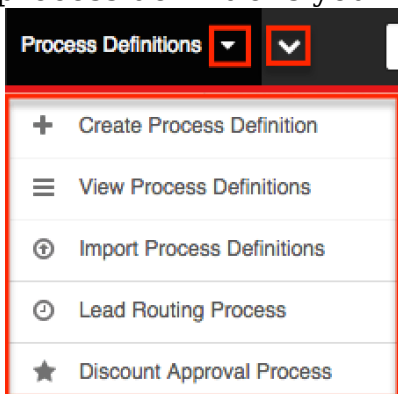 Process Definitions
Create Process Definition
View Process Definitions
Import Process Definitions
Lead Routing Process
Discount Approval Process